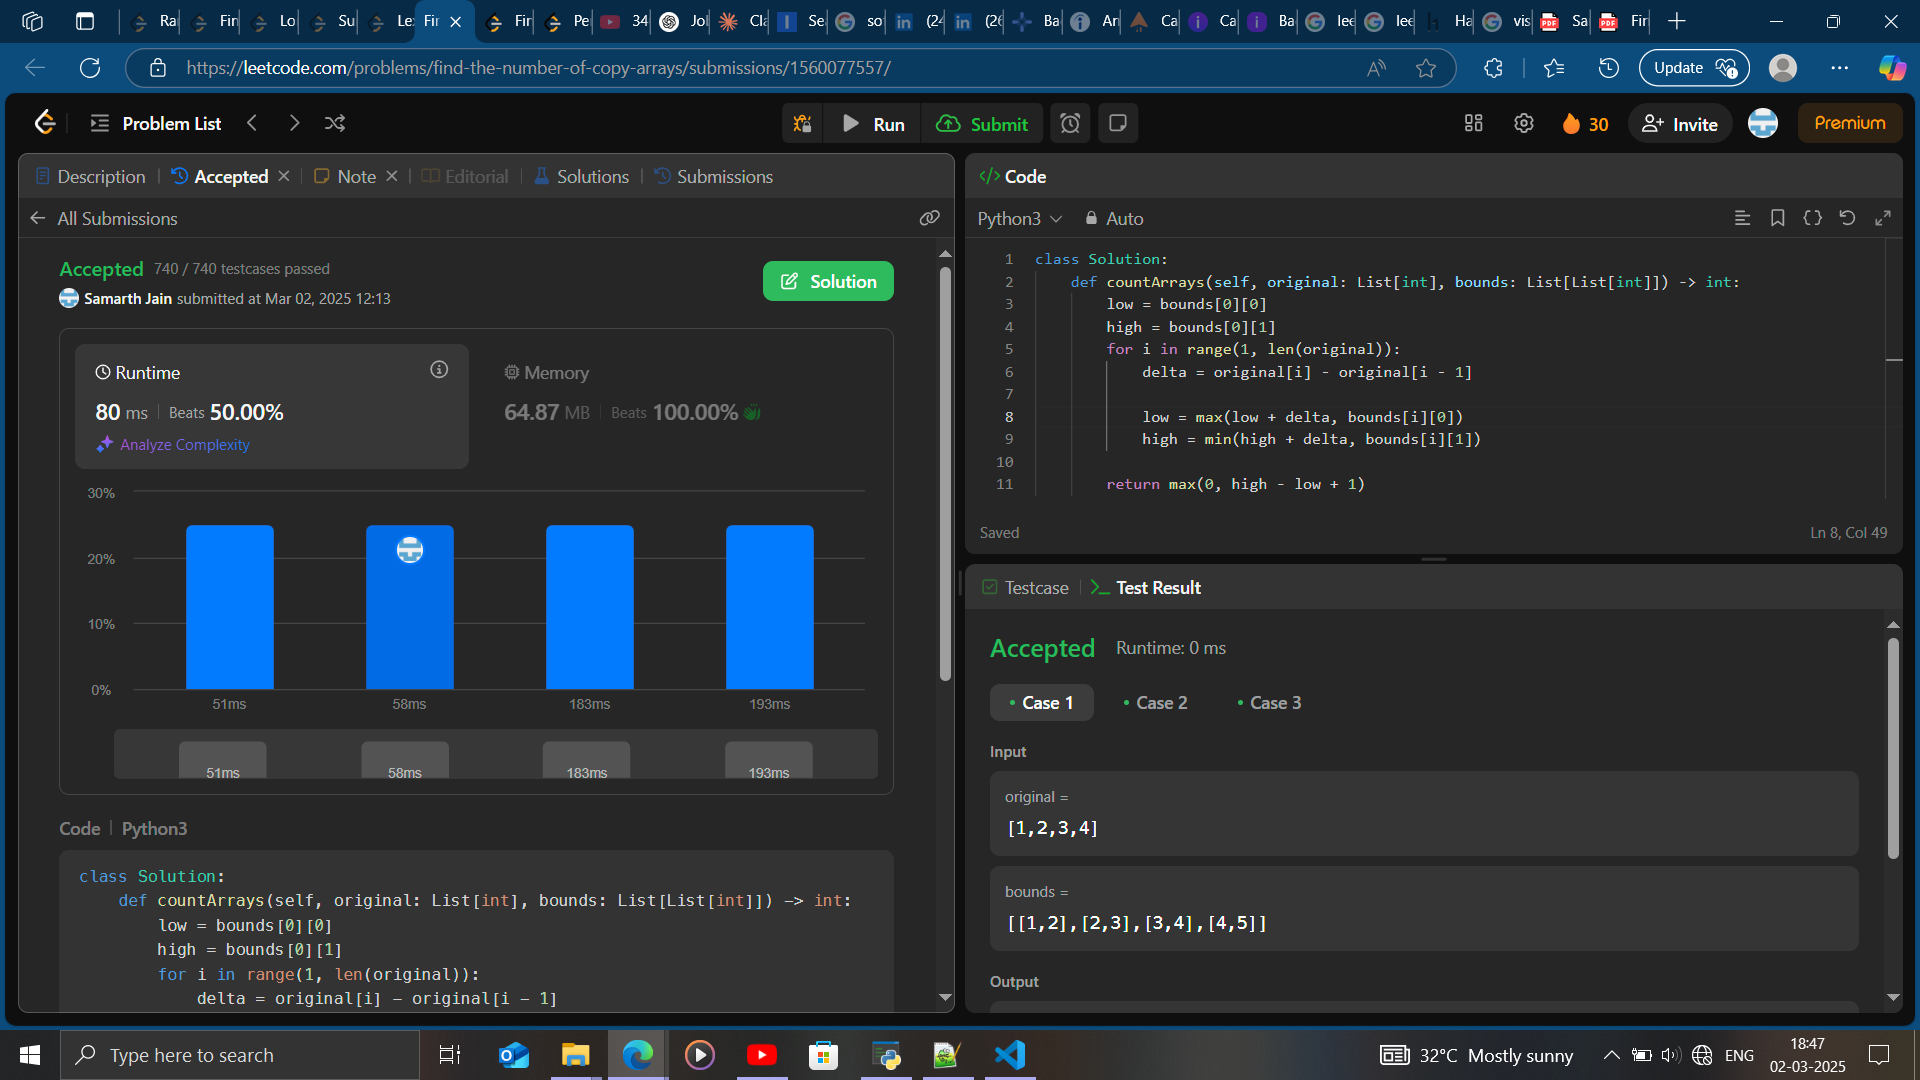 Ra
Fin
Lo
Su
Le
Fir
Fir
Pe
34
Jol
Cla
Se
so
(24
(26
Ba
An
Ca
Ca
Ba
lee
lee
Ha
vis
Sa
Fir
https://leetcode.com/problems/find-the-number-of-copy-arrays/submissions/1560077557/
Update
Problem List
Run
Submit
30
Invite
Premium
Description
Accepted
Note
Editorial
Solutions
Submissions
All Submissions
Accepted 740 / 740 testcases passed
Samarth Jain submitted at Mar 02, 2025 12:13
Solution
Runtime
80 ms Beats 50.00%
Analyze Complexity
Memory
64.87 MB Beats 100.00%
30%
20%
10%
0%
51ms 58ms 183ms 193ms
51ms 58ms 183ms 193ms
Code | Python3
class Solution:
def countArrays(self, original: List[int], bounds: List[List[int]]) -> int:
low = bounds[0][0]
high = bounds[0][1]
for i in range(1, len(original)):
delta = original[i] - original[i - 1]
</> Code
Python3
Auto
1 class Solution:
2 def countArrays(self, original: List[int], bounds: List[List[int]]) -> int:
3 low = bounds[0][0]
4 high = bounds[0][1]
5 for i in range(1, len(original)):
6 delta = original[i] - original[i - 1]
7
8 low = max(low + delta, bounds[i][0])
9 high = min(high + delta, bounds[i][1])
10
11 return max(0, high - low + 1)
Saved
Ln 8, Col 49
Testcase
Test Result
Accepted Runtime: 0 ms
Case 1
Case 2
Case 3
Input
original =
[1,2,3,4]
bounds =
[[1,2],[2,3],[3,4],[4,5]]
Output
Type here to search
32°C Mostly sunny
ENG
18:47
02-03-2025